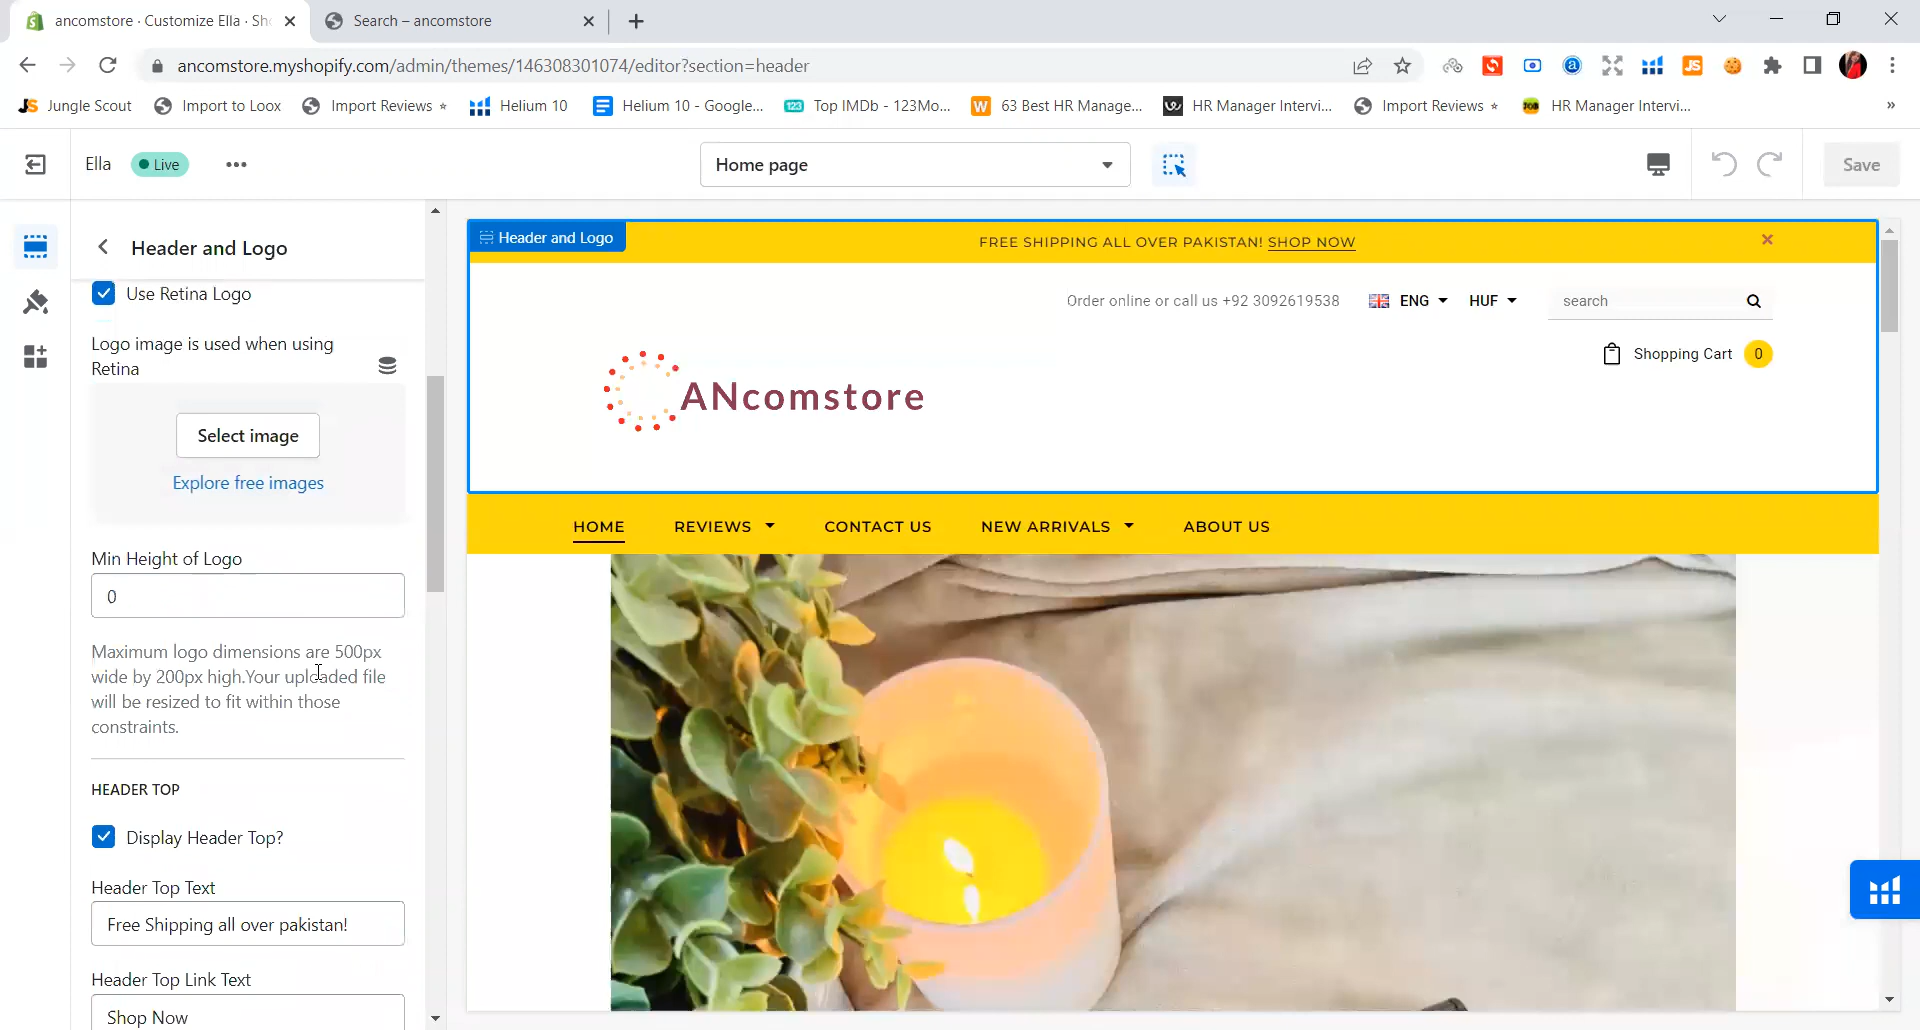 ancomstore · Customize Ella · Sh
Search – ancomstore
ancomstore.myshopify.com/admin/themes/146308301074/editor?section=header
JS Jungle Scout
Import to Loox
Import Reviews ⭐
Helium 10
Helium 10 - Google...
123 Top IMDb - 123Mo...
W 63 Best HR Manage...
HR Manager Intervi...
Import Reviews ⭐
JOB HR Manager Intervi...
»
Ella
Live
Home page
Save
Header and Logo
Use Retina Logo
Logo image is used when using
Retina
Select image
Explore free images
Min Height of Logo
0
Maximum logo dimensions are 500px
wide by 200px high.Your uploaded file
will be resized to fit within those
constraints.
HEADER TOP
Display Header Top?
Header Top Text
Free Shipping all over pakistan!
Header Top Link Text
Shop Now
Header and Logo
FREE SHIPPING ALL OVER PAKISTAN! SHOP NOW
Order online or call us +92 3092619538
ENG
HUF
search
Shopping Cart 0
ANcomstore
HOME
REVIEWS
CONTACT US
NEW ARRIVALS
ABOUT US